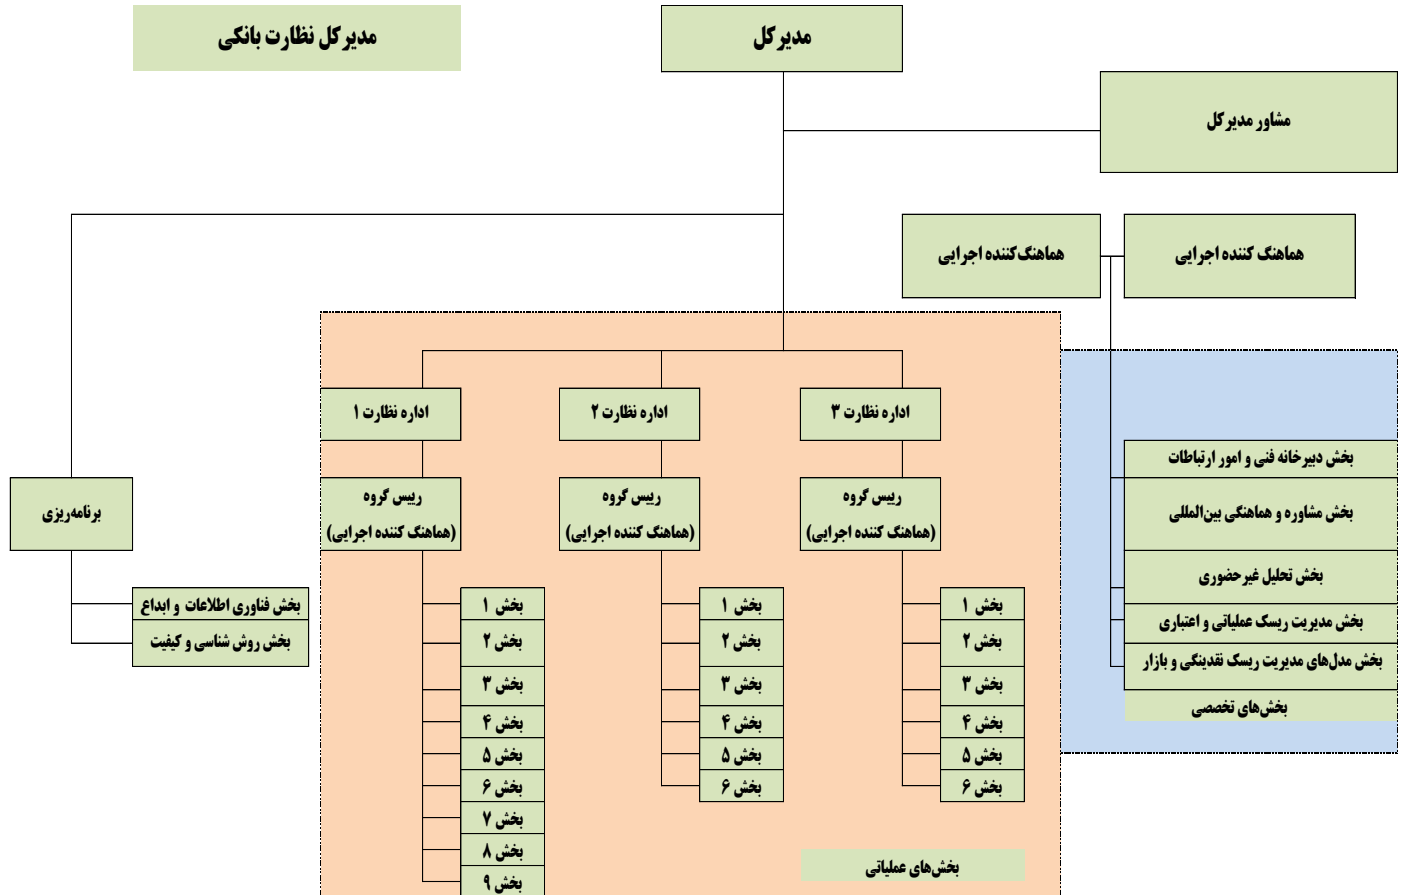 مدیرکل نظارت بانکی
مدیرکل
مشاور مدیرکل
هماهنگ کننده اجرایی
هماهنگ‌کننده اجرایی
اداره نظارت ۳
اداره نظارت ۲
اداره نظارت ۱
رییس گروه
(هماهنگ کننده اجرایی)
رییس گروه
(هماهنگ کننده اجرایی)
رییس گروه
(هماهنگ کننده اجرایی)
برنامه‌ریزی
بخش دبیرخانه فنی و امور ارتباطات
بخش مشاوره و هماهنگی بین‌المللی
بخش تحلیل غیرحضوری
بخش مدیریت ریسک عملیاتی و اعتباری
بخش مدل‌های مدیریت ریسک نقدینگی و بازار
بخش‌های تخصصی
بخش ۱
بخش ۲
بخش ۳
بخش ۴
بخش ۵
بخش ۶
بخش ۱
بخش ۲
بخش ۳
بخش ۴
بخش ۵
بخش ۶
بخش ۱
بخش ۲
بخش ۳
بخش ۴
بخش ۵
بخش ۶
بخش ۷
بخش ۸
بخش ۹
بخش فناوری اطلاعات و ابداع
بخش روش شناسی و کیفیت
بخش‌های عملیاتی